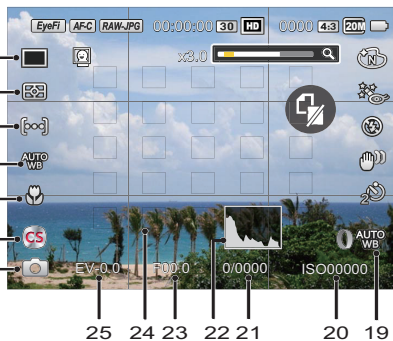 EyeFi AF-C RAW+JPG 00:00:00 30 HD 0000 4:3 20M
x3.0
N
AUTO
WB
2
CS
AUTO
WB
EV-0.0 F00.0 0/0000 ISO00000
25 24 23 22 21 20 19